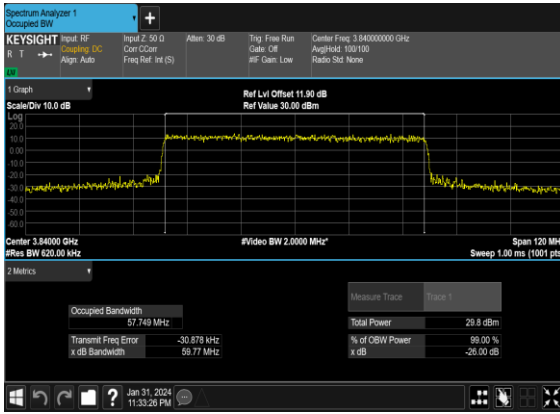 Spectrum Analyzer 1
Occupied BW
+
KEYSIGHT
R T
LW
Input: RF
Coupling: DC
Align: Auto
Input Z: 50 Ω
Corr CCorr
Freq Ref: Int (S)
Atten: 30 dB
Trig: Free Run
Gate: Off
#IF Gain: Low
Center Freq: 3.840000000 GHz
Avg|Hold: 100/100
Radio Std: None
1 Graph
Scale/Div 10.0 dB
Ref Lvl Offset 11.90 dB
Ref Value 30.00 dBm
Log
20.0
10.0
0.00
-10.0
-20.0
-30.0
-40.0
-50.0
-60.0
Center 3.84000 GHz
#Res BW 620.00 kHz
#Video BW 2.0000 MHz*
Span 120 MH
Sweep 1.00 ms (1001 pts
2 Metrics
Measure Trace Trace 1
Occupied Bandwidth
57.749 MHz
Total Power 29.8 dBm
Transmit Freq Error -30.878 kHz
x dB Bandwidth 59.77 MHz
% of OBW Power 99.00 %
x dB -26.00 dB
?
Jan 31, 2024
11:33:26 PM